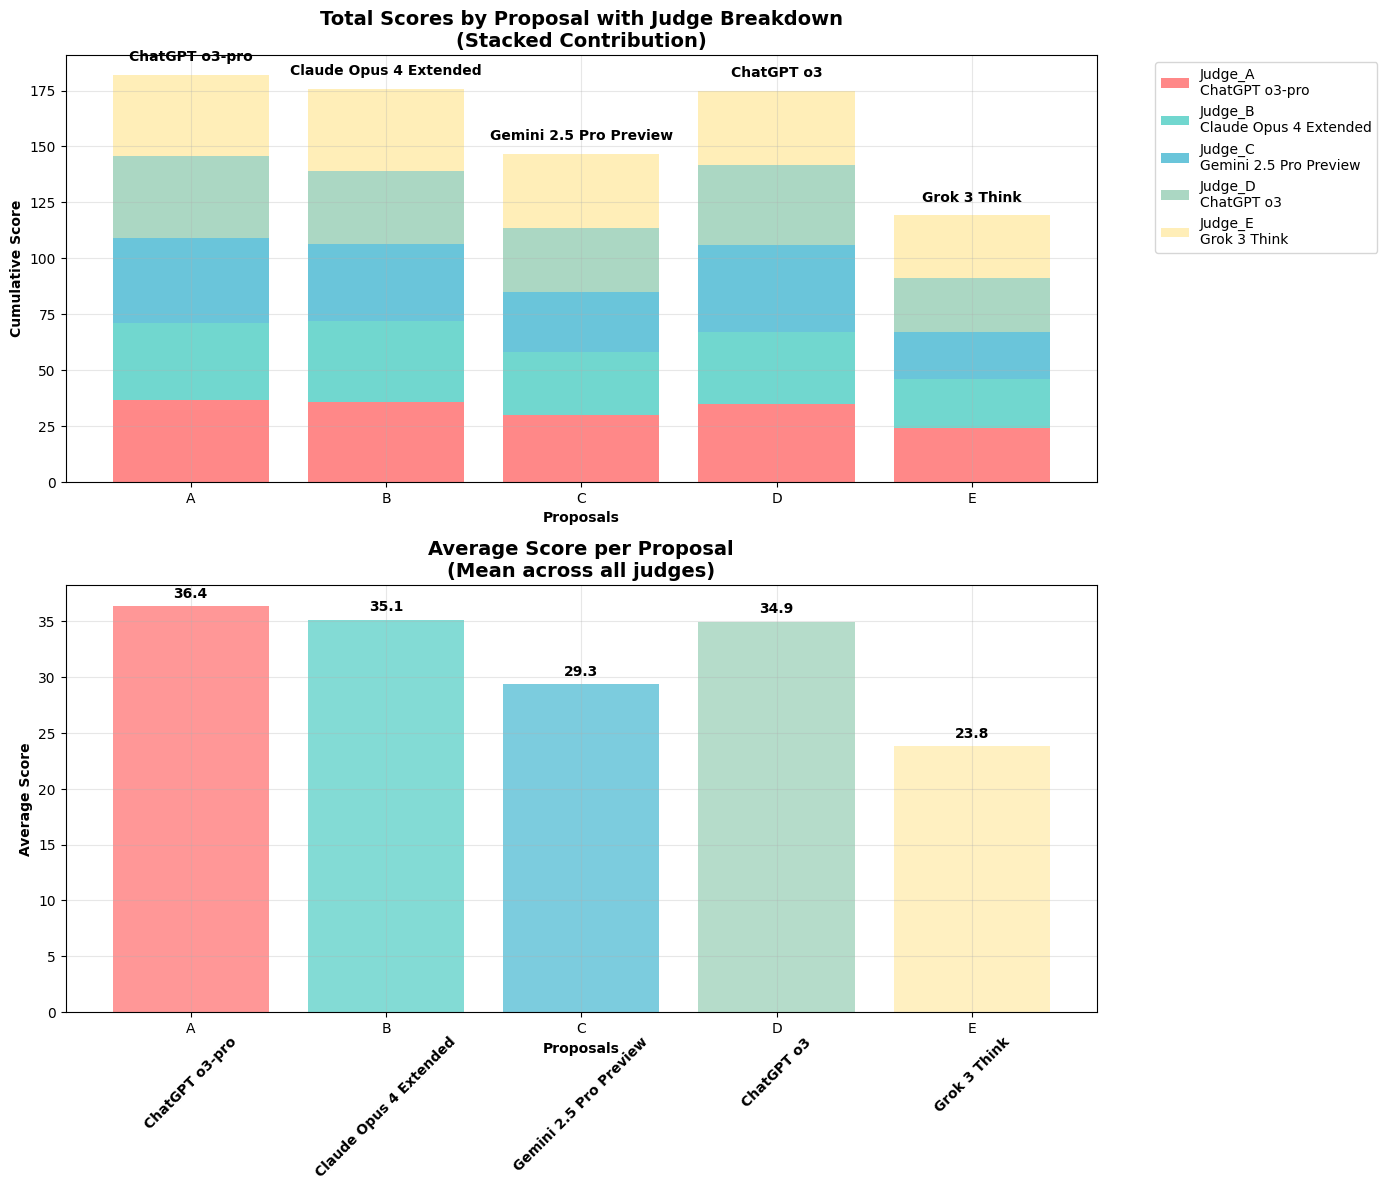 Total Scores by Proposal with Judge Breakdown
(Stacked Contribution)
ChatGPT o3-pro
Claude Opus 4 Extended
Gemini 2.5 Pro Preview
ChatGPT o3
Grok 3 Think
Cumulative Score
175
150
125
100
75
50
25
0
A
B
C
D
E
Proposals
Judge_A
ChatGPT o3-pro
Judge_B
Claude Opus 4 Extended
Judge_C
Gemini 2.5 Pro Preview
Judge_D
ChatGPT o3
Judge_E
Grok 3 Think
Average Score per Proposal
(Mean across all judges)
36.4
35.1
29.3
34.9
23.8
Average Score
35
30
25
20
15
10
5
0
A
B
C
D
E
Proposals
ChatGPT o3-pro
Claude Opus 4 Extended
Gemini 2.5 Pro Preview
ChatGPT o3
Grok 3 Think